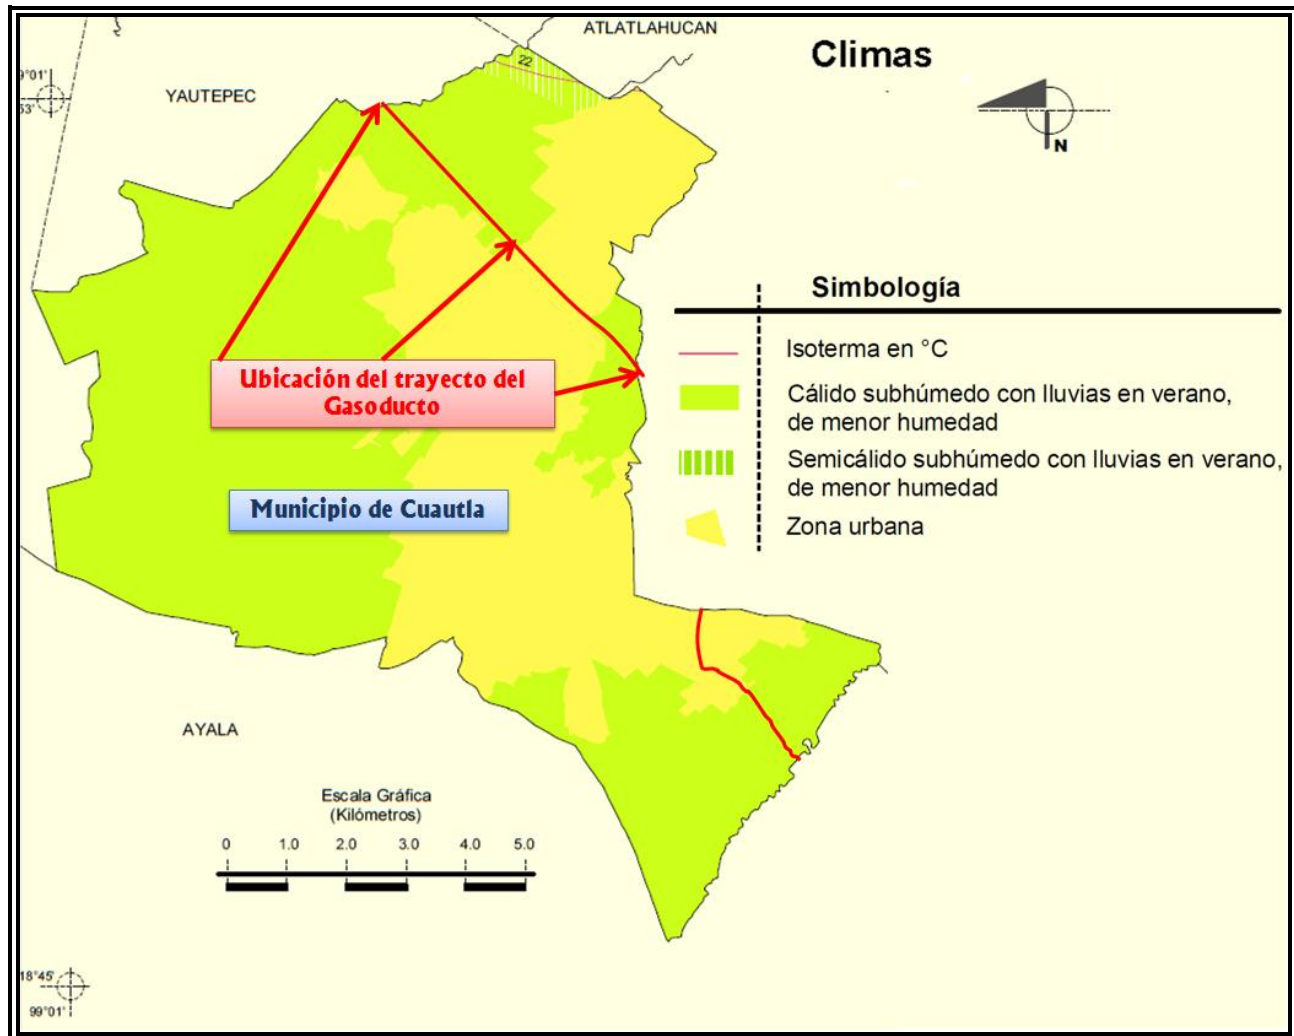 ATLATLAHUCAN
Climas
22
9°01'
53'
YAUTEPEC
N
Simbología
Isoterma en °C
Cálido subhúmedo con lluvias en verano,
de menor humedad
Semicálido subhúmedo con lluvias en verano,
de menor humedad
Zona urbana
Ubicación del trayecto del
Gasoducto
Municipio de Cuautla
AYALA
Escala Gráfica
(Kilómetros)
0 1.0 2.0 3.0 4.0 5.0
18°45'
99°01'